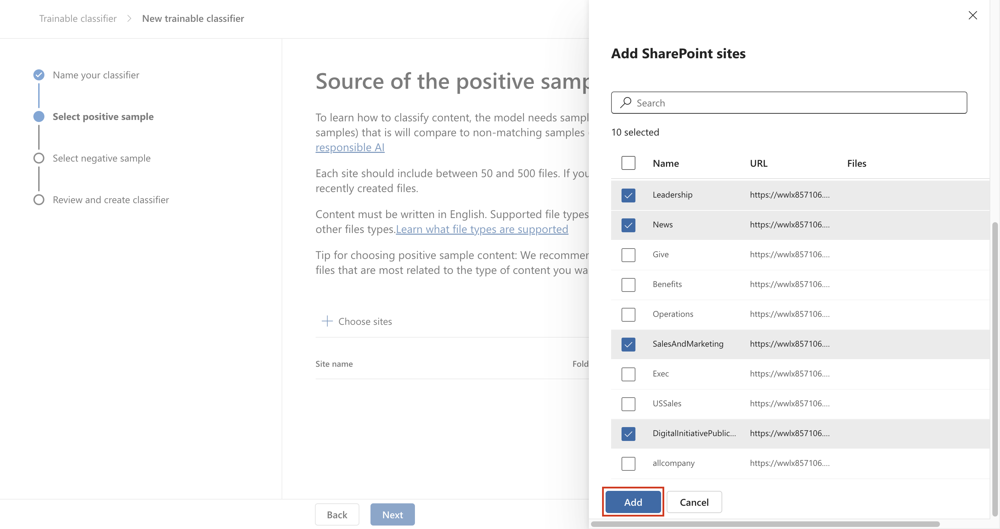 Trainable classifier > New trainable classifier
Name your classifier
Select positive sample
Select negative sample
Review and create classifier
Source of the positive samp
To learn how to classify content, the model needs sampl
samples) that is will compare to non-matching samples (
responsible AI
Each site should include between 50 and 500 files. If you
recently created files.
Content must be written in English. Supported file types
other files types.Learn what file types are supported
Tip for choosing positive sample content: We recommen
files that are most related to the type of content you wa
Choose sites
Site name Fold
Back Next
Add SharePoint sites
Search
10 selected
Name URL Files
Leadership https://wwlx857106....
News https://wwlx857106....
Give https://wwlx857106....
Benefits https://wwlx857106....
Operations https://wwlx857106....
SalesAndMarketing https://wwlx857106....
Exec https://wwlx857106....
USSales https://wwlx857106....
DigitalInitiativePublic... https://wwlx857106....
allcompany https://wwlx857106....
Add Cancel